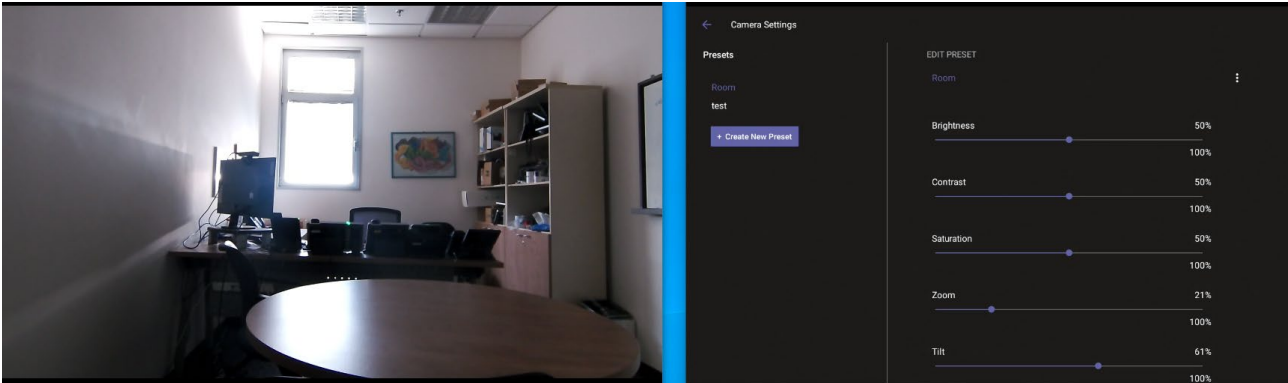 Camera Settings
Presets
Room
test
+ Create New Preset
EDIT PRESET
Room
Brightness 50%
100%
Contrast 50%
100%
Saturation 50%
100%
Zoom 21%
100%
Tilt 61%
100%